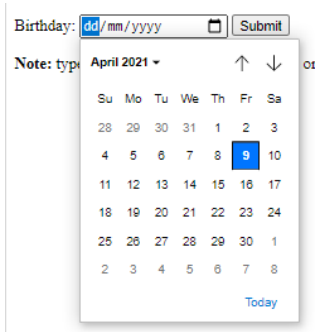 Birthday: dd/mm/yyyy Submit
Note: type or
April 2021
Su Mo Tu We Th Fr Sa
28 29 30 31 1 2 3
4 5 6 7 8 9 10
11 12 13 14 15 16 17
18 19 20 21 22 23 24
25 26 27 28 29 30 1
2 3 4 5 6 7 8
Today